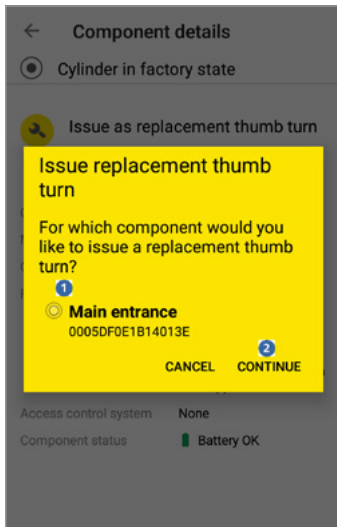 Component details
Cylinder in factory state
Issue as replacement thumb turn
Issue replacement thumb
turn
For which component would you
like to issue a replacement thumb
turn?
1
Main entrance
0005DF0E1B14013E
2
CANCEL CONTINUE
Access control system None
Component status Battery OK